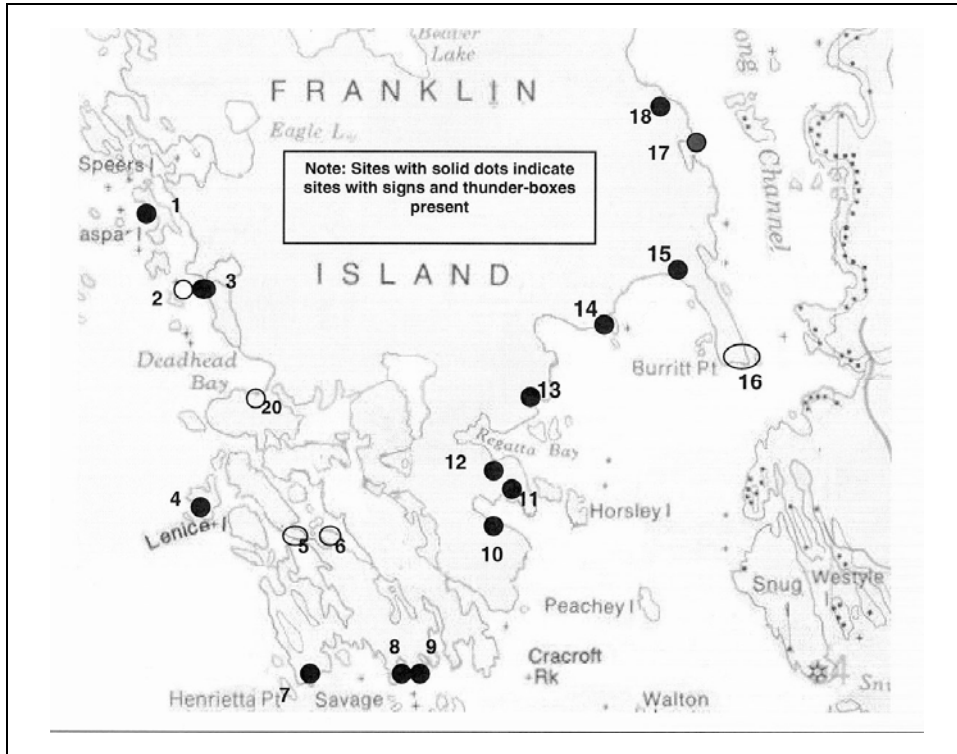 Beaver
Lake
FRANKLIN
18
Eagle L
17
Channel
Note: Sites with solid dots indicate
sites with signs and thunder-boxes
present
Speers I
1
aspar I
ISLAND
15
2
3
14
Deadhead
Bay
Burritt Pt
16
20
13
Regatta Bay
12
11
4
Lenice I
Horsley I
5
6
10
Snug
I
Westyle
I
Peachey I
8
9
Cracroft
Rk
7
Henrietta Pt
Savage
Walton
4